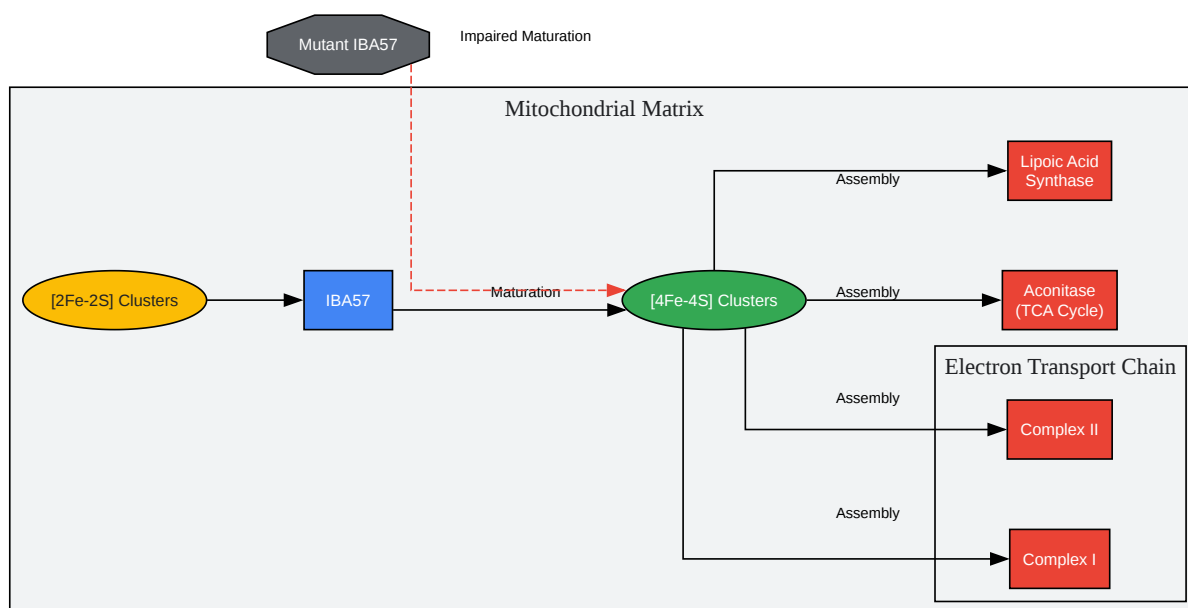 Mutant IBA57
Impaired Maturation
Mitochondrial Matrix
Lipoic Acid
Synthase
Assembly
[2Fe-2S] Clusters
IBA57
Maturation
[4Fe-4S] Clusters
Assembly
Aconitase
(TCA Cycle)
Electron Transport Chain
Assembly
Complex II
Assembly
Complex I